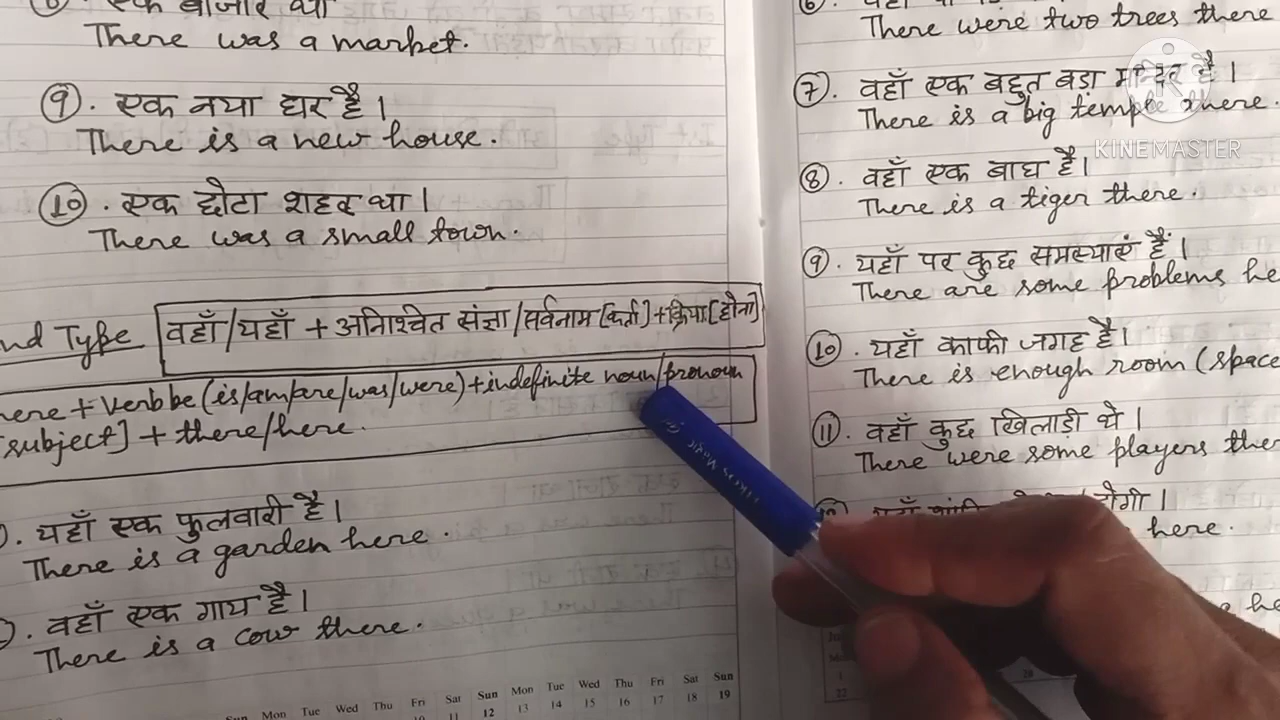 There was a market.
9. एक नया घर है।
There is a new house.
10. एक छोटा शहर था।
There was a small town.
nd Type वहाँ/यहाँ + अनिश्चित संज्ञा/सर्वनाम [कर्ता] + क्रिया [होना]
here + verb be (is/am/are/was/were) + indefinite noun/pronoun
[subject] + there/here.
यहाँ एक फुलवारी है।
There is a garden here.
वहाँ एक गाय है।
There is a cow there.
Sun Mon Tue Wed Thu Fri Sat Sun Mon Tue Wed Thu Fri Sat Sun
11 12 13 14 15 16 17 18 19
There were two trees there
7. वहाँ एक बहुत बड़ा मन्दिर है।
There is a big temple there.
KINEMASTER
8. वहाँ एक बाघ है।
There is a tiger there.
9. यहाँ पर कुछ समस्याएं हैं।
There are some problems he
10. यहाँ काफी जगह है।
There is enough room (space
11. वहाँ कुछ खिलाड़ी थे।
There were some players the
here.